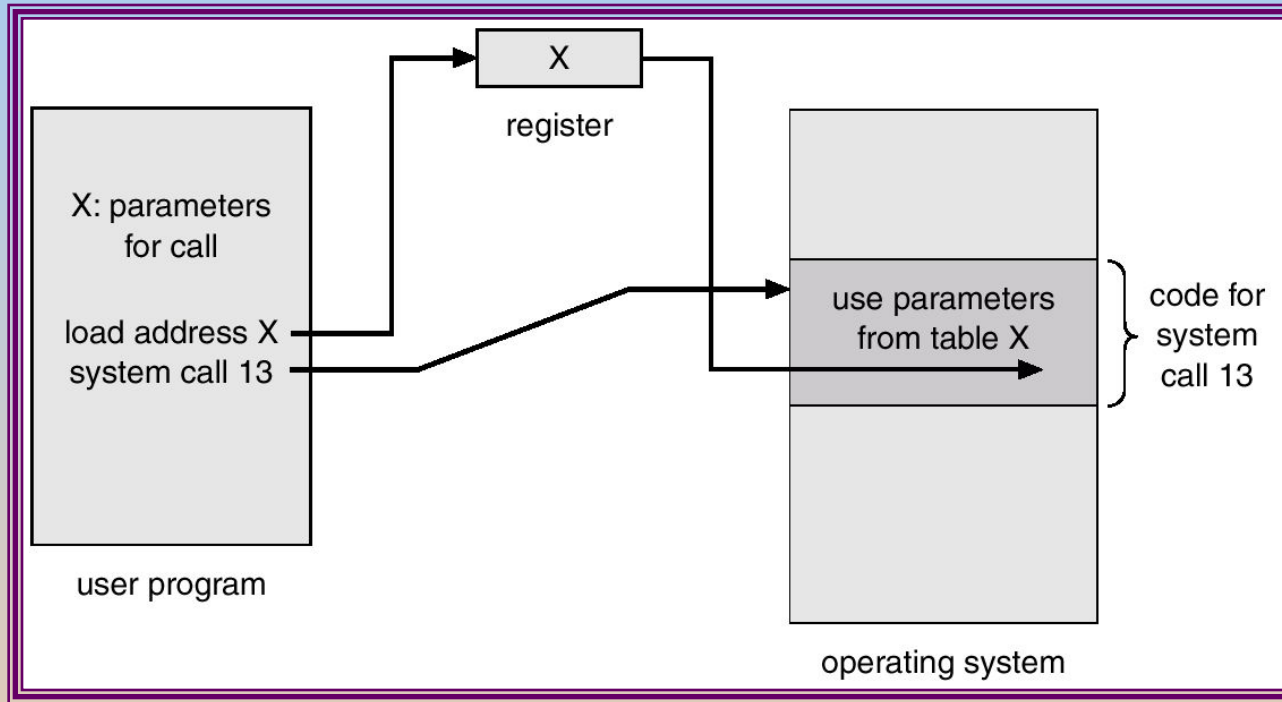 X
register
X: parameters
for call
load address X
system call 13
user program
use parameters
from table X
code for
system
call 13
operating system